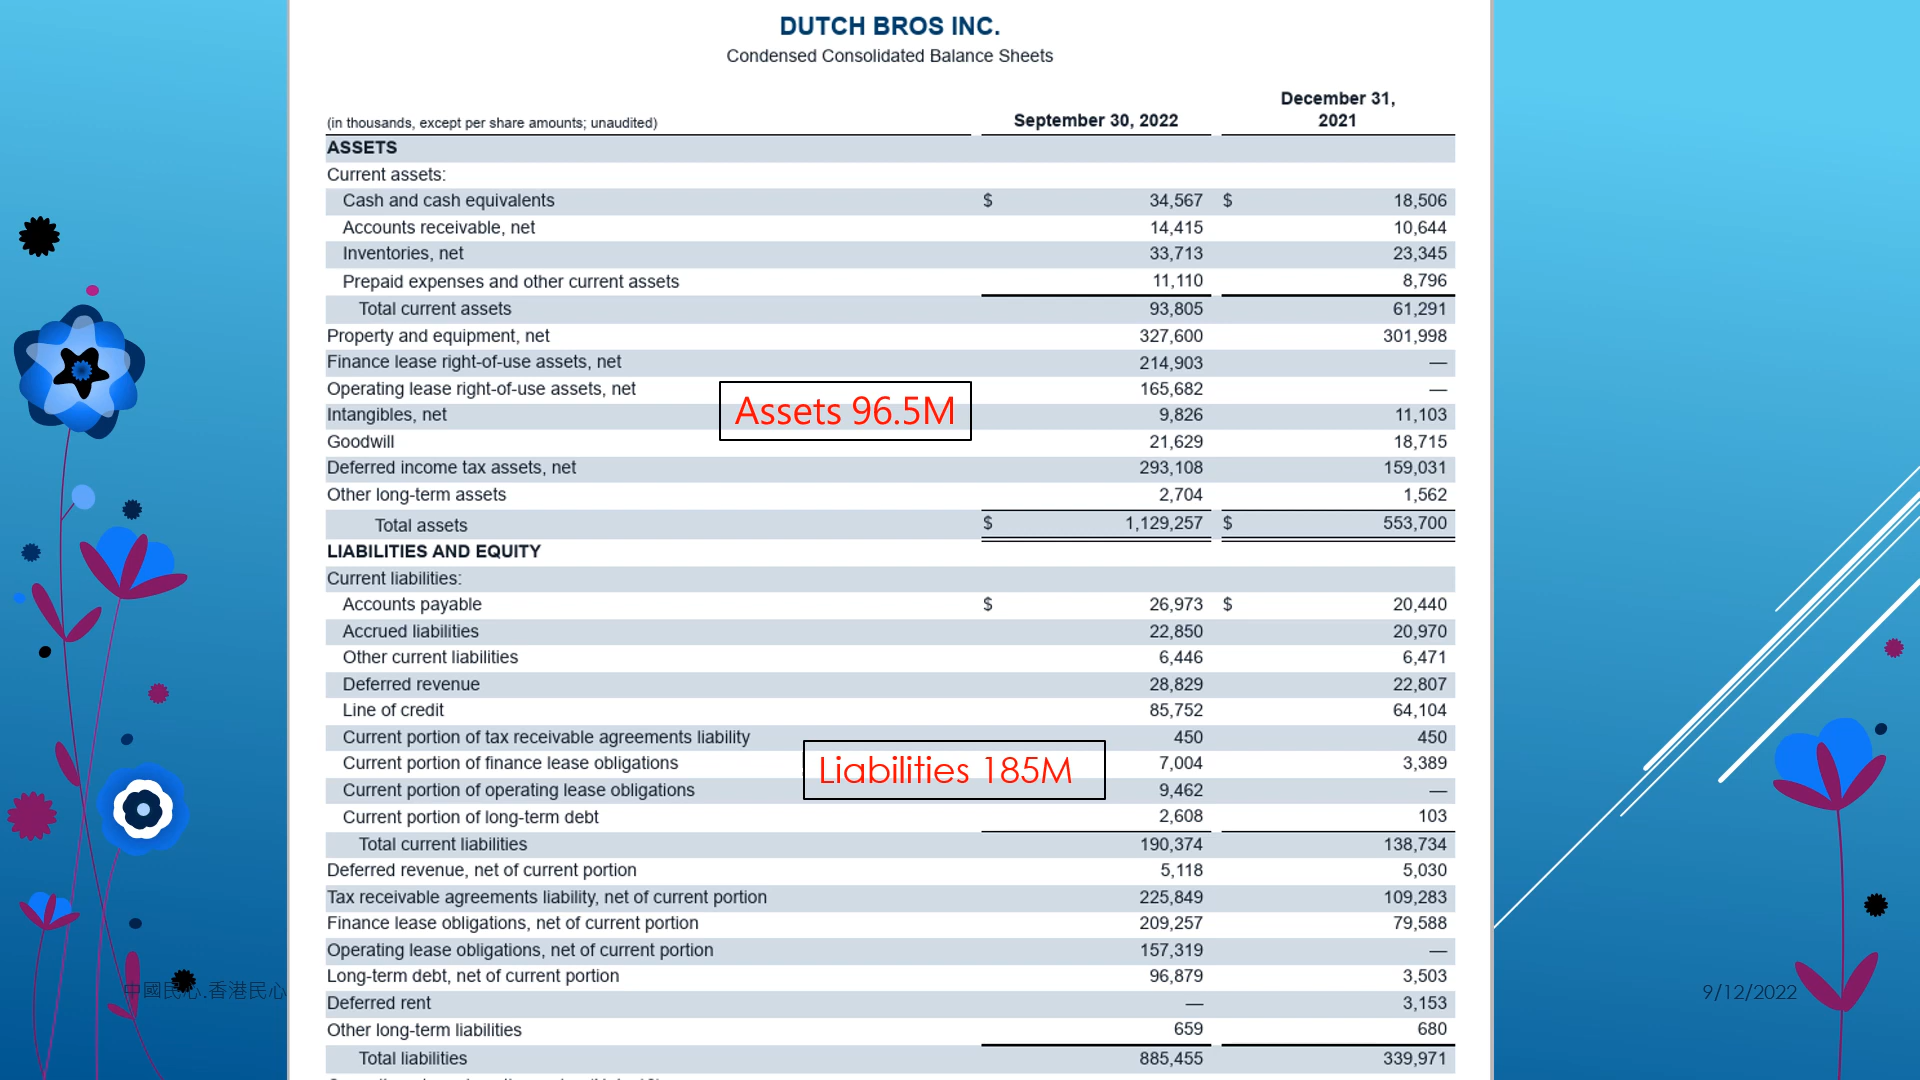 DUTCH BROS INC.
Condensed Consolidated Balance Sheets
(in thousands, except per share amounts; unaudited) September 30, 2022 December 31, 2021
ASSETS
Current assets:
Cash and cash equivalents $ 34,567 $ 18,506
Accounts receivable, net 14,415 10,644
Inventories, net 33,713 23,345
Prepaid expenses and other current assets 11,110 8,796
Total current assets 93,805 61,291
Property and equipment, net 327,600 301,998
Finance lease right-of-use assets, net 214,903 —
Operating lease right-of-use assets, net 165,682 —
Assets 96.5M
Intangibles, net 9,826 11,103
Goodwill 21,629 18,715
Deferred income tax assets, net 293,108 159,031
Other long-term assets 2,704 1,562
Total assets $ 1,129,257 $ 553,700
LIABILITIES AND EQUITY
Current liabilities:
Accounts payable $ 26,973 $ 20,440
Accrued liabilities 22,850 20,970
Other current liabilities 6,446 6,471
Deferred revenue 28,829 22,807
Line of credit 85,752 64,104
Current portion of tax receivable agreements liability 450 450
Current portion of finance lease obligations 7,004 3,389
Liabilities 185M
Current portion of operating lease obligations 9,462 —
Current portion of long-term debt 2,608 103
Total current liabilities 190,374 138,734
Deferred revenue, net of current portion 5,118 5,030
Tax receivable agreements liability, net of current portion 225,849 109,283
Finance lease obligations, net of current portion 209,257 79,588
Operating lease obligations, net of current portion 157,319 —
Long-term debt, net of current portion 96,879 3,503
中國民心.香港民心
9/12/2022
Deferred rent — 3,153
Other long-term liabilities 659 680
Total liabilities 885,455 339,971